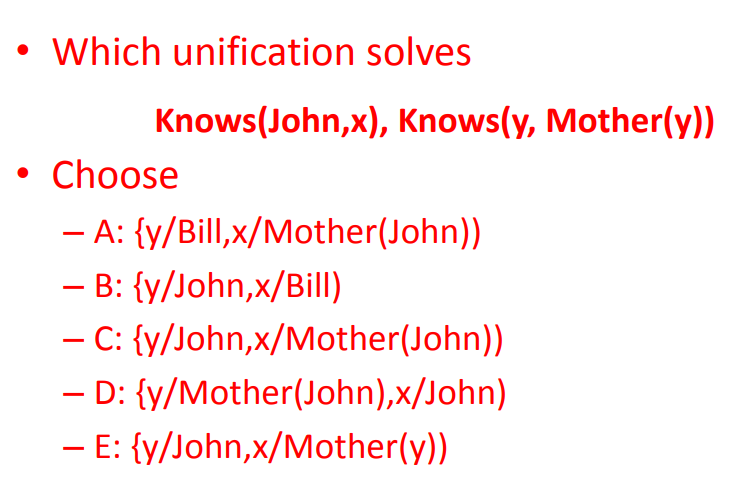 • Which unification solves
Knows(John,x), Knows(y, Mother(y))
• Choose
– A: {y/Bill,x/Mother(John))
– B: {y/John,x/Bill)
– C: {y/John,x/Mother(John))
– D: {y/Mother(John),x/John)
– E: {y/John,x/Mother(y))